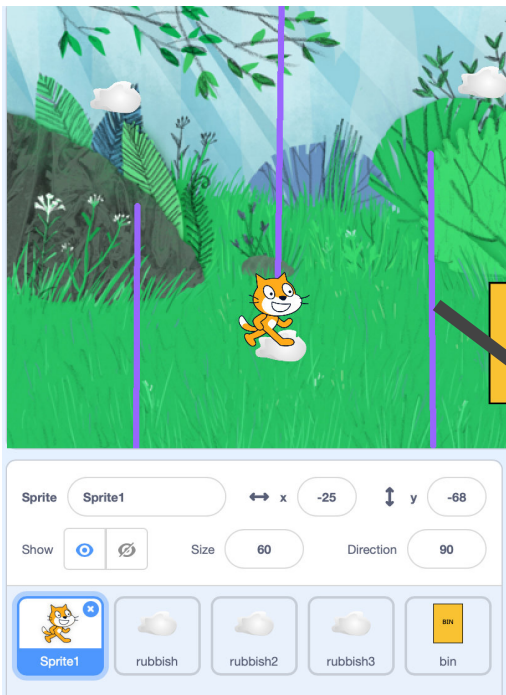 Sprite Sprite1 x -25 y -68
Show Size 60 Direction 90
BIN
Sprite1 rubbish rubbish2 rubbish3 bin